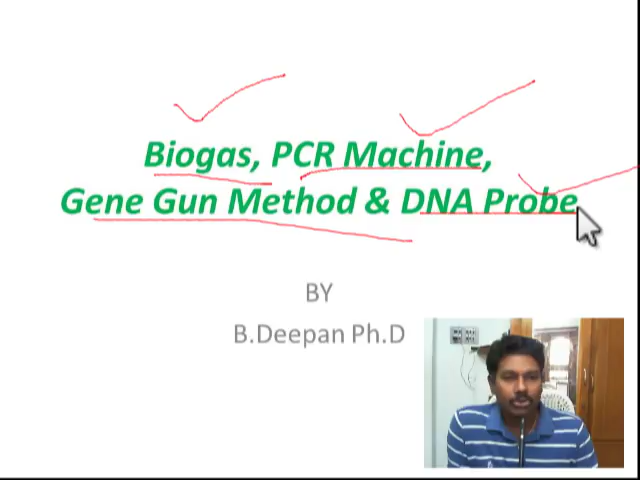 Biogas, PCR Machine,
Gene Gun Method & DNA Probe
BY
B.Deepan Ph.D